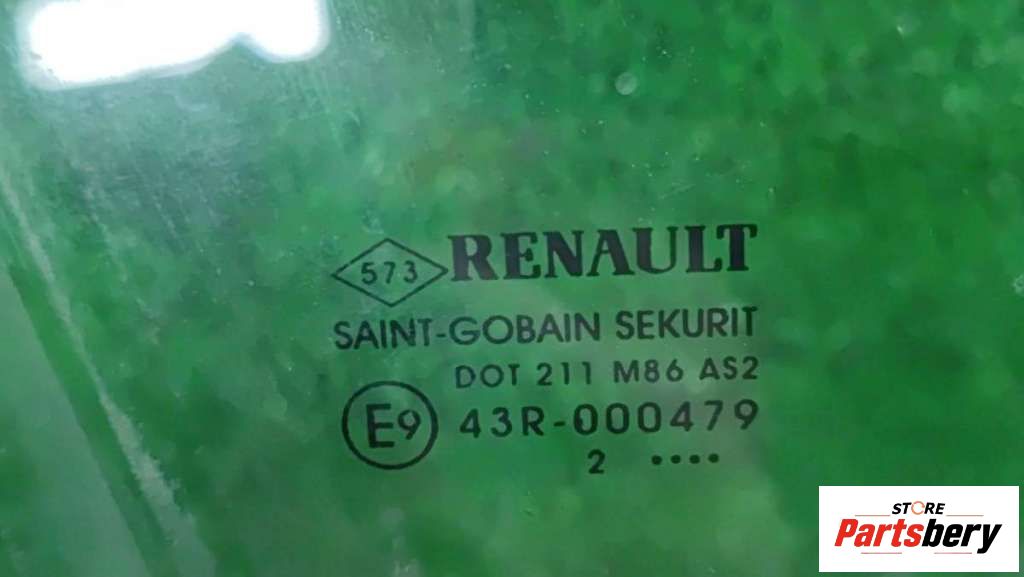 573 RENAULT
SAINT-GOBAIN SEKURIT
DOT 211 M86 AS2
E9 43R-000479
2 ••••
STORE
Partsbery